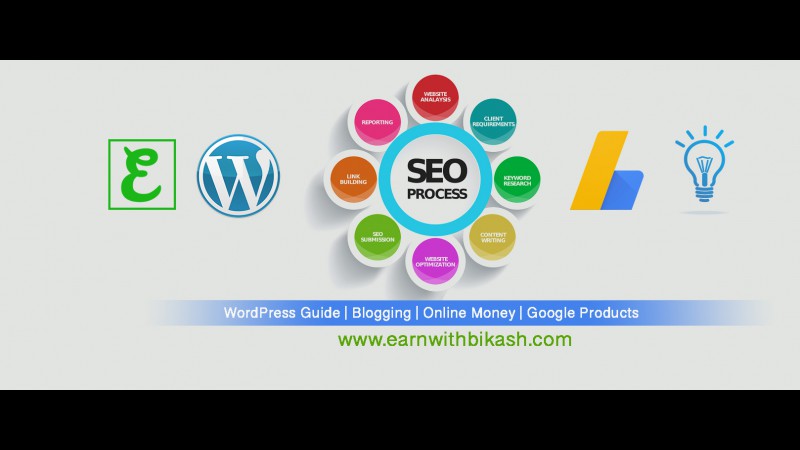 E
W
SEO
PROCESS
WEBSITE
ANALAYSIS
CLIENT
REQUIREMENTS
KEYWORD
RESEARCH
CONTENT
WRITING
WEBSITE
OPTIMIZATION
SEO
SUBMISSION
LINK
BUILDING
REPORTING
WordPress Guide | Blogging | Online Money | Google Products
www.earnwithbikash.com